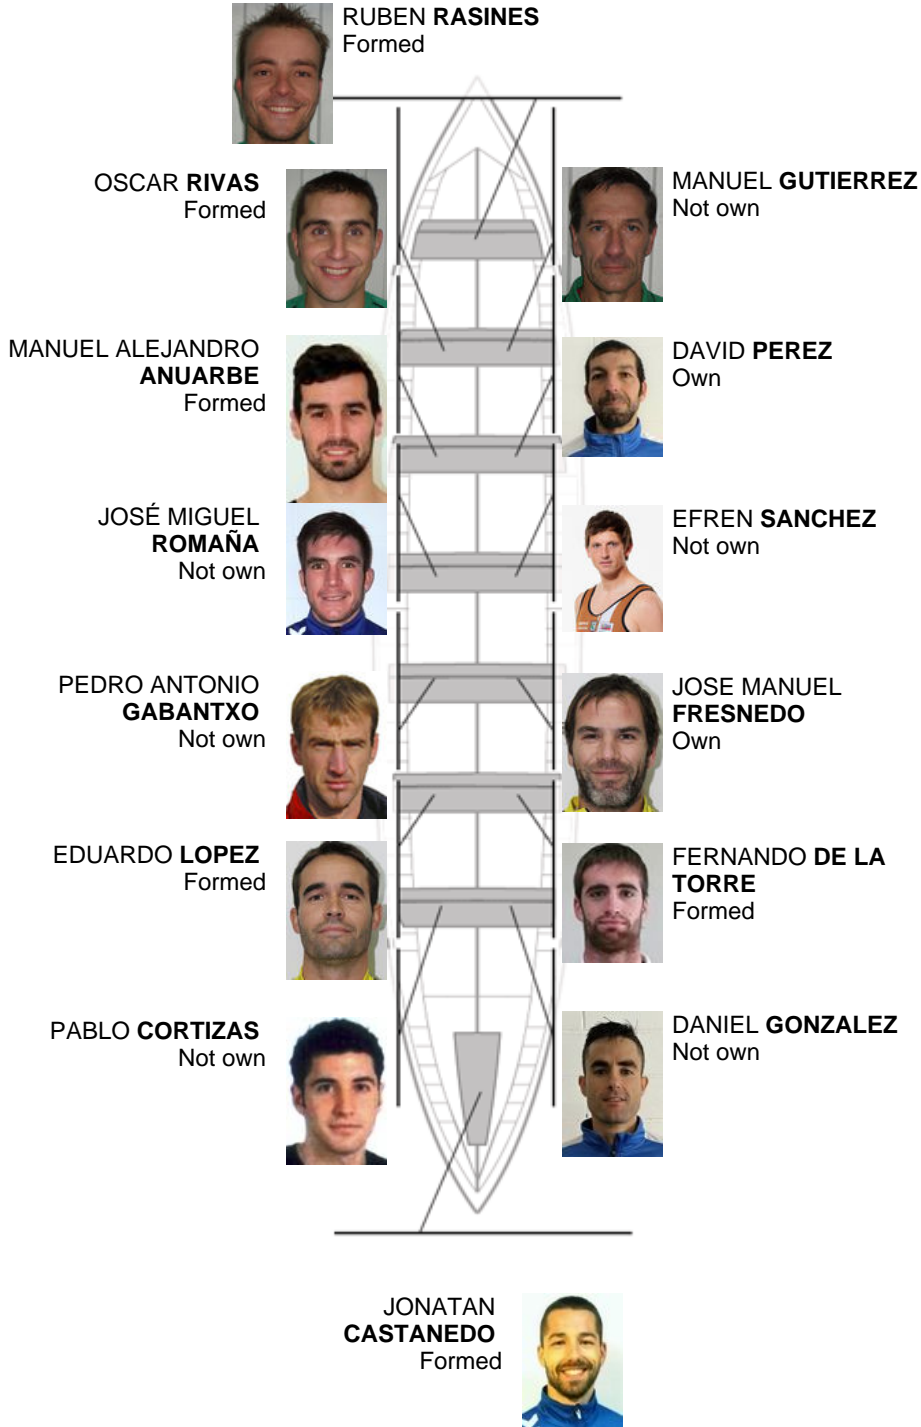 RUBEN RASINES
Formed
OSCAR RIVAS
Formed
MANUEL GUTIERREZ
Not own
MANUEL ALEJANDRO
ANUARBE
Formed
DAVID PEREZ
Own
JOSÉ MIGUEL
ROMAÑA
Not own
EFREN SANCHEZ
Not own
PEDRO ANTONIO
GABANTXO
Not own
JOSE MANUEL
FRESNEDO
Own
EDUARDO LOPEZ
Formed
FERNANDO DE LA
TORRE
Formed
PABLO CORTIZAS
Not own
DANIEL GONZALEZ
Not own
JONATAN
CASTANEDO
Formed